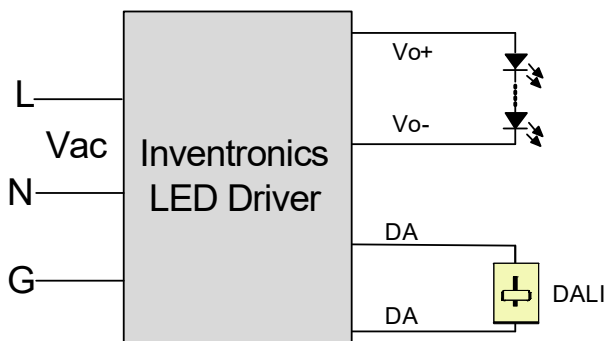 L
Vac
N
G
Inventronics
LED Driver
Vo+
Vo-
DA
DA
DALI